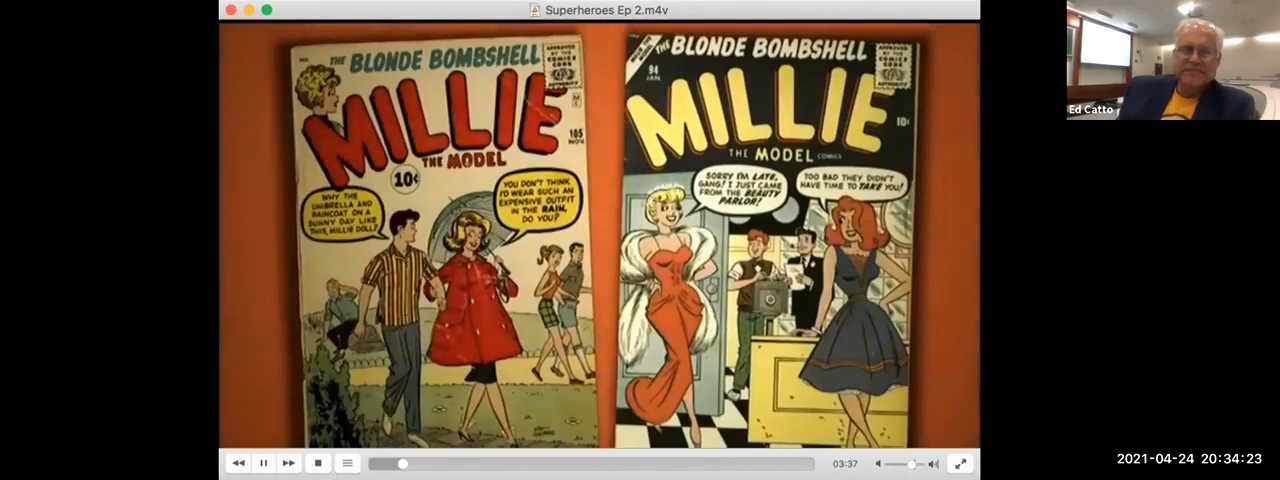 Superheroes Ep 2.m4v
THE BLONDE BOMBSHELL
APPROVED
BY THE
COMICS
CODE
AUTHORITY
MILLIE
THE MODEL
105
NOV.
10¢
WHY THE
UMBRELLA AND
RAINCOAT ON A
SUNNY DAY LIKE
THIS, MILLIE DOLL?
YOU DON'T THINK
I'D WEAR SUCH AN
EXPENSIVE OUTFIT
IN THE RAIN,
DO YOU?
THE BLONDE BOMBSHELL
APPROVED
BY THE
COMICS
CODE
AUTHORITY
94
JAN.
MILLIE
10¢
THE MODEL COMICS
SORRY I'M LATE,
GANG! I JUST CAME
FROM THE BEAUTY
PARLOR!
TOO BAD THEY DIDN'T
HAVE TIME TO TAKE YOU!
03:37
Ed Catto
2021-04-24 20:34:23